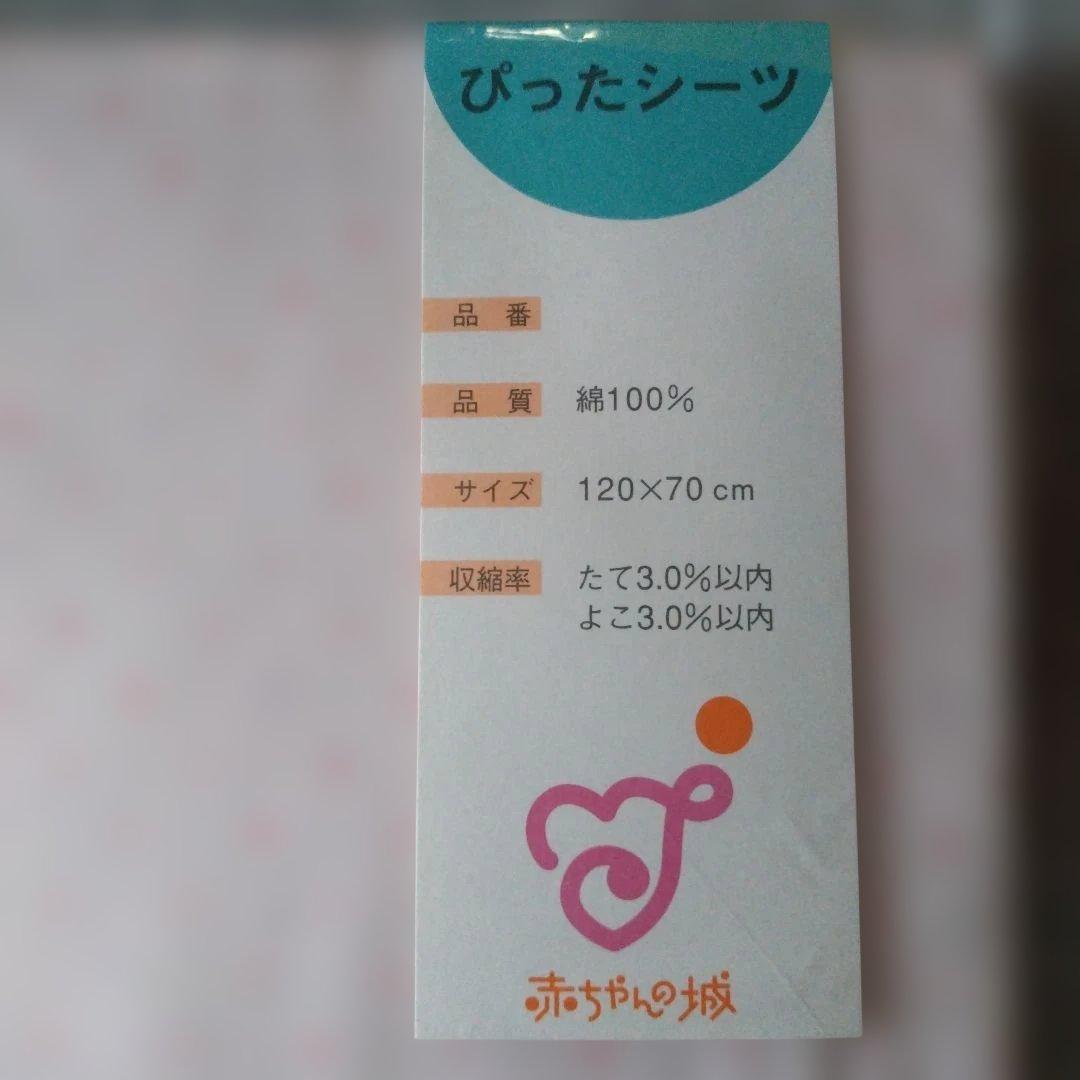 ぴったシーツ
品 番
品 質 綿100%
サイズ 120×70cm
収縮率 たて3.0%以内
よこ3.0%以内
赤ちゃんの城